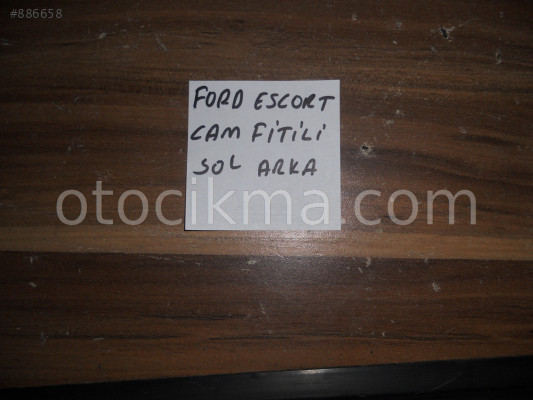 #886658
FORD ESCORT
CAM FİTİLİ
SOL ARKA
otocikma.com